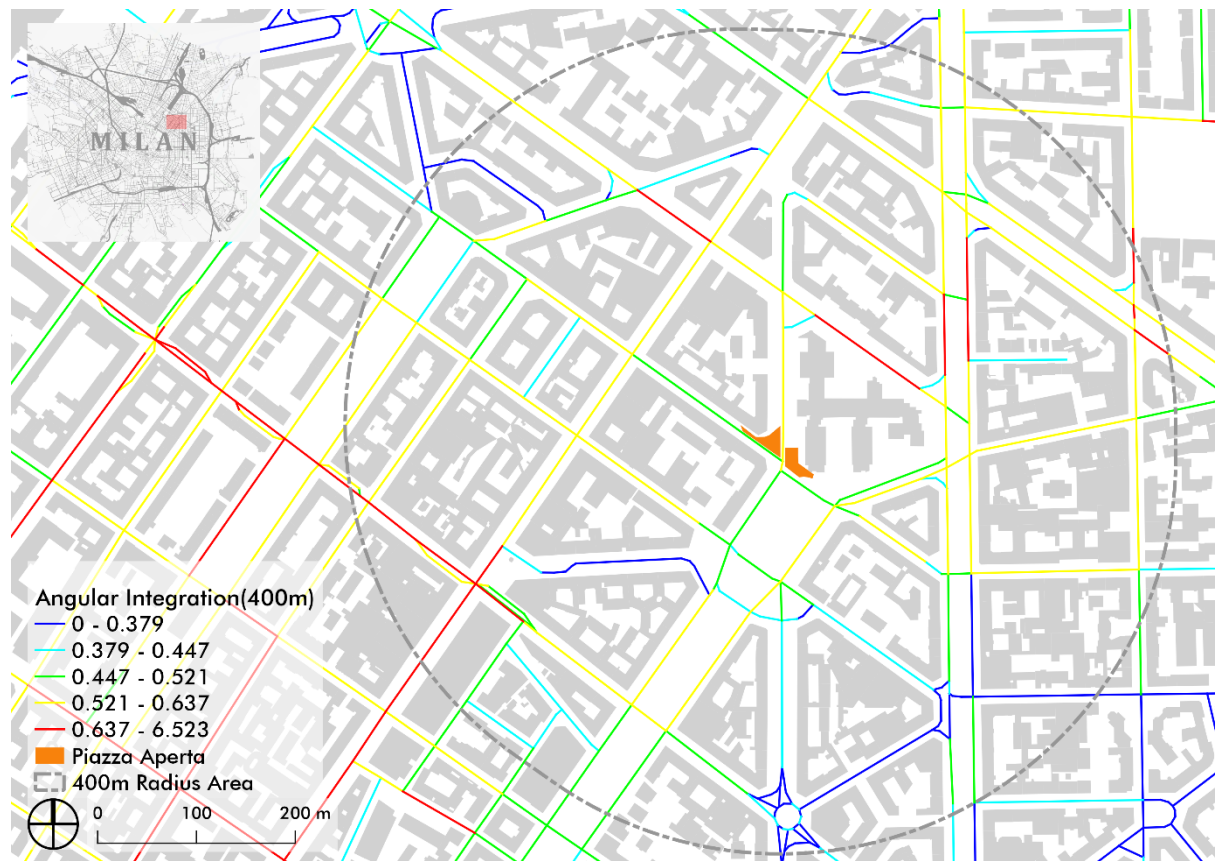 MILAN
Angular Integration(400m)
0 - 0.379
0.379 - 0.447
0.447 - 0.521
0.521 - 0.637
0.637 - 6.523
Piazza Aperta
400m Radius Area
0 100 200 m